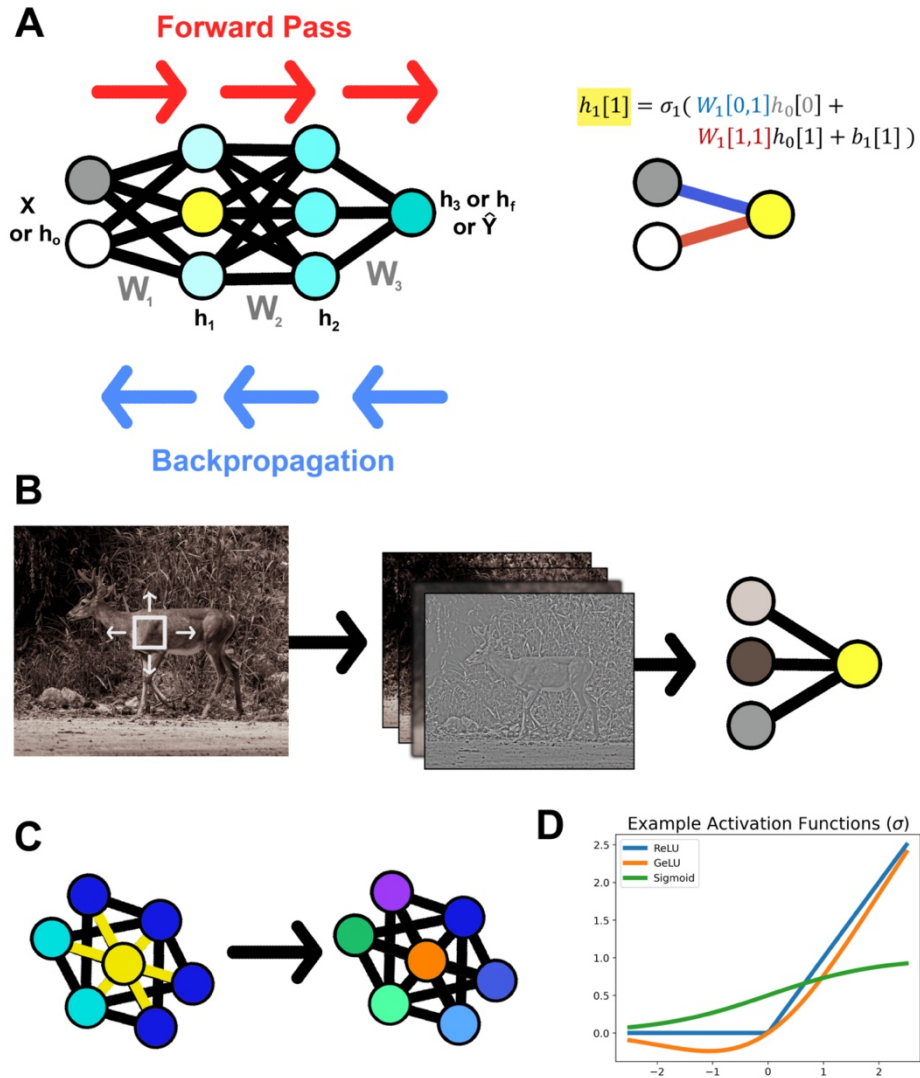 A
Forward Pass
h₁[1] = σ₁( W₁[0,1]h₀[0] +
W₁[1,1]h₀[1] + b₁[1] )
X
or hₒ
h₃ or h_f
or Ŷ
W₁
W₂
W₃
h₁
h₂
Backpropagation
B
C
D
Example Activation Functions (σ)
ReLU
GeLU
Sigmoid
2.5
2.0
1.5
1.0
0.5
0.0
−2
−1
0
1
2